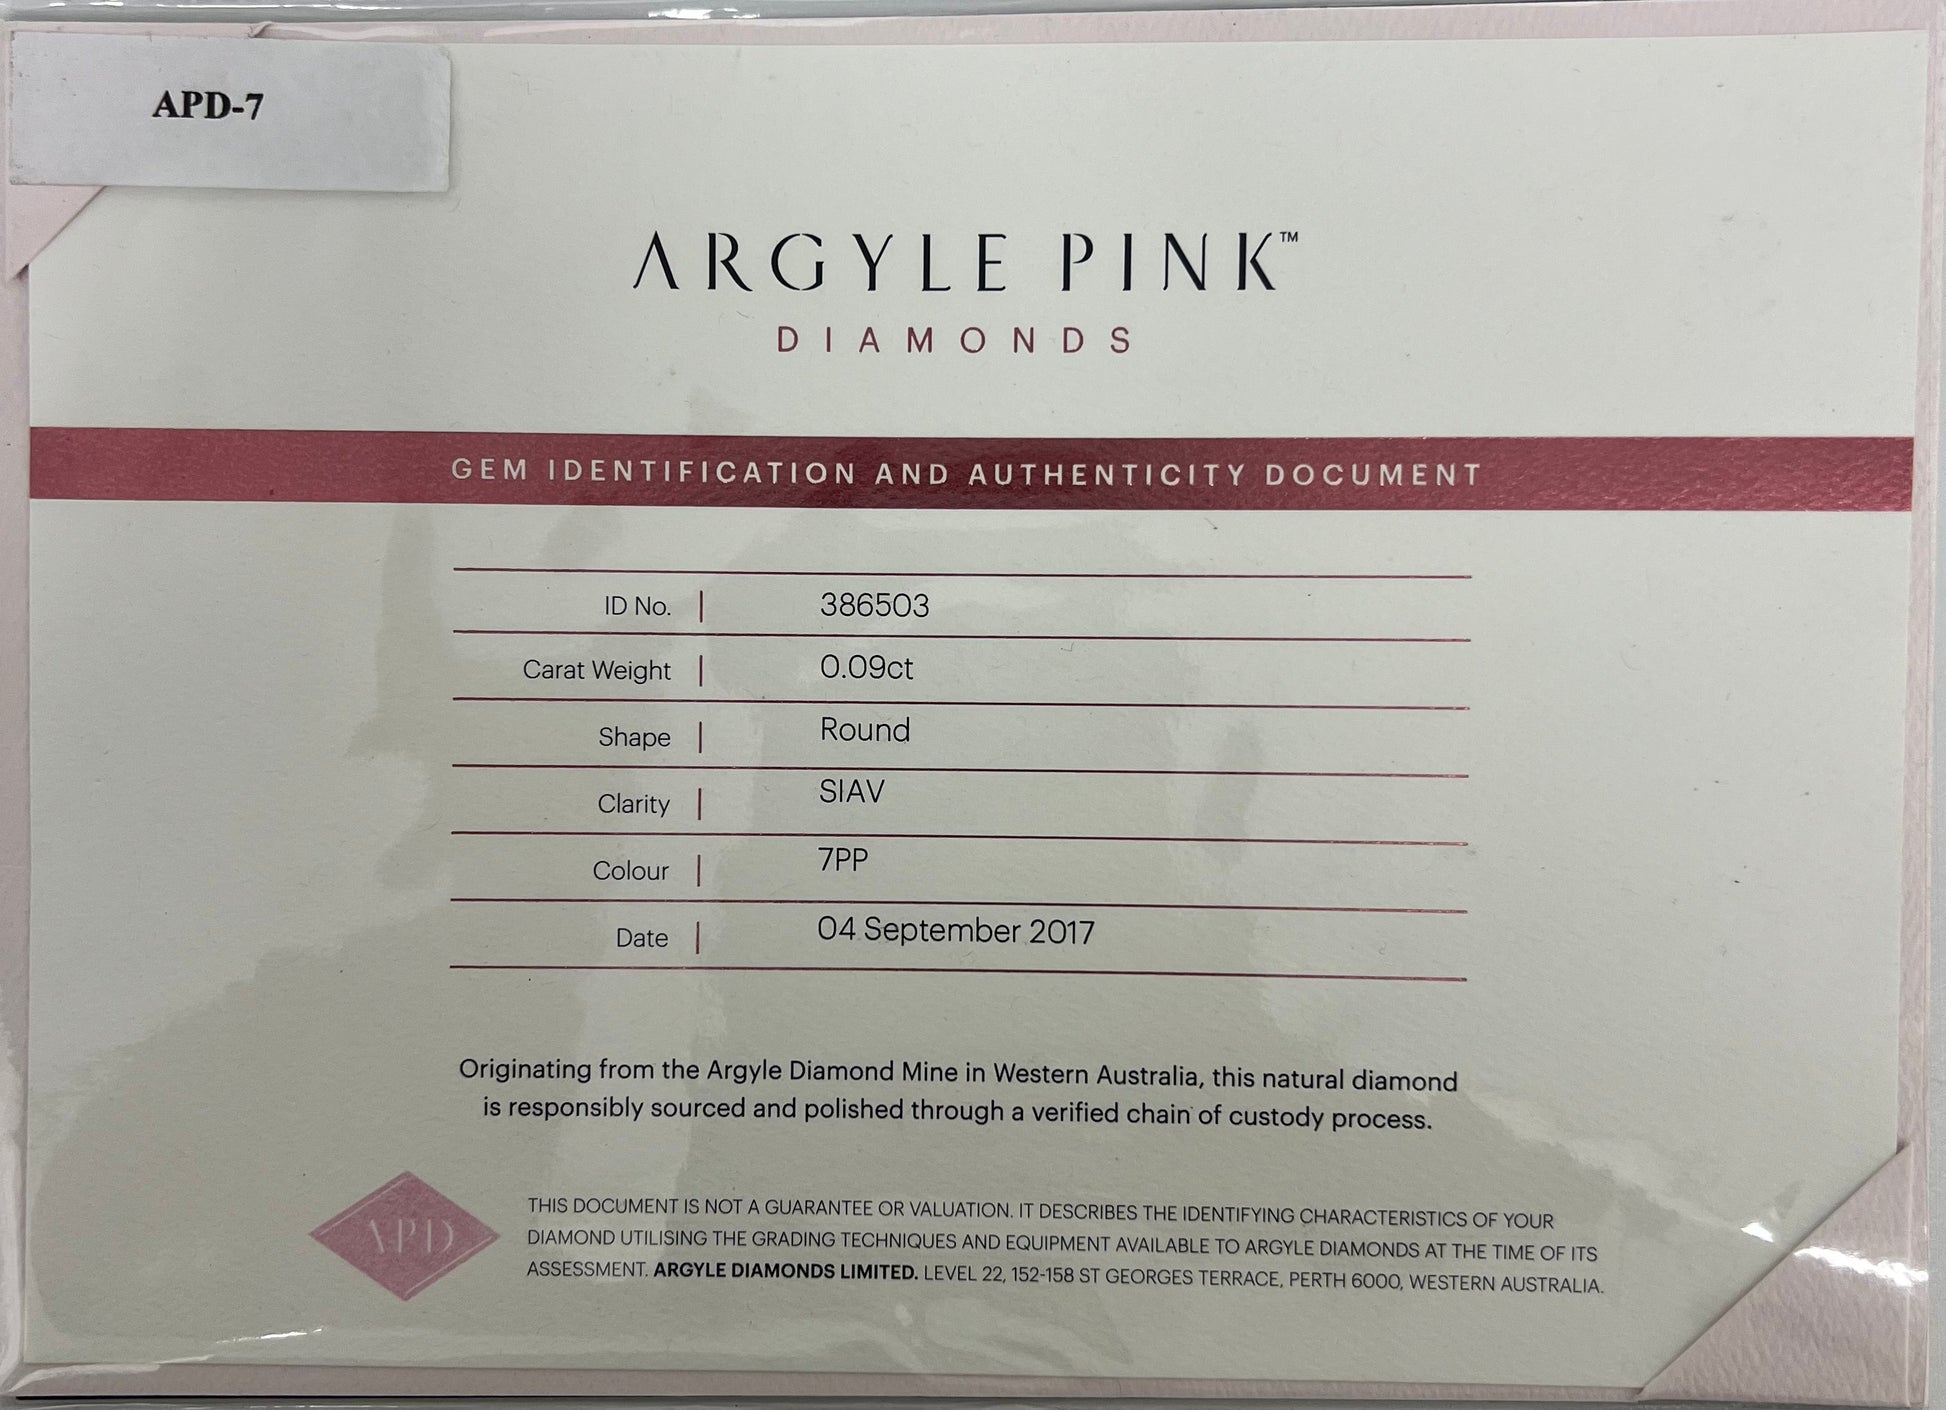 APD-7
ARGYLE PINK™
DIAMONDS
GEM IDENTIFICATION AND AUTHENTICITY DOCUMENT
ID No. | 386503
Carat Weight | 0.09ct
Shape | Round
Clarity | SIAV
Colour | 7PP
Date | 04 September 2017
Originating from the Argyle Diamond Mine in Western Australia, this natural diamond
is responsibly sourced and polished through a verified chain of custody process.
APD
THIS DOCUMENT IS NOT A GUARANTEE OR VALUATION. IT DESCRIBES THE IDENTIFYING CHARACTERISTICS OF YOUR
DIAMOND UTILISING THE GRADING TECHNIQUES AND EQUIPMENT AVAILABLE TO ARGYLE DIAMONDS AT THE TIME OF ITS
ASSESSMENT. ARGYLE DIAMONDS LIMITED. LEVEL 22, 152-158 ST GEORGES TERRACE, PERTH 6000, WESTERN AUSTRALIA.